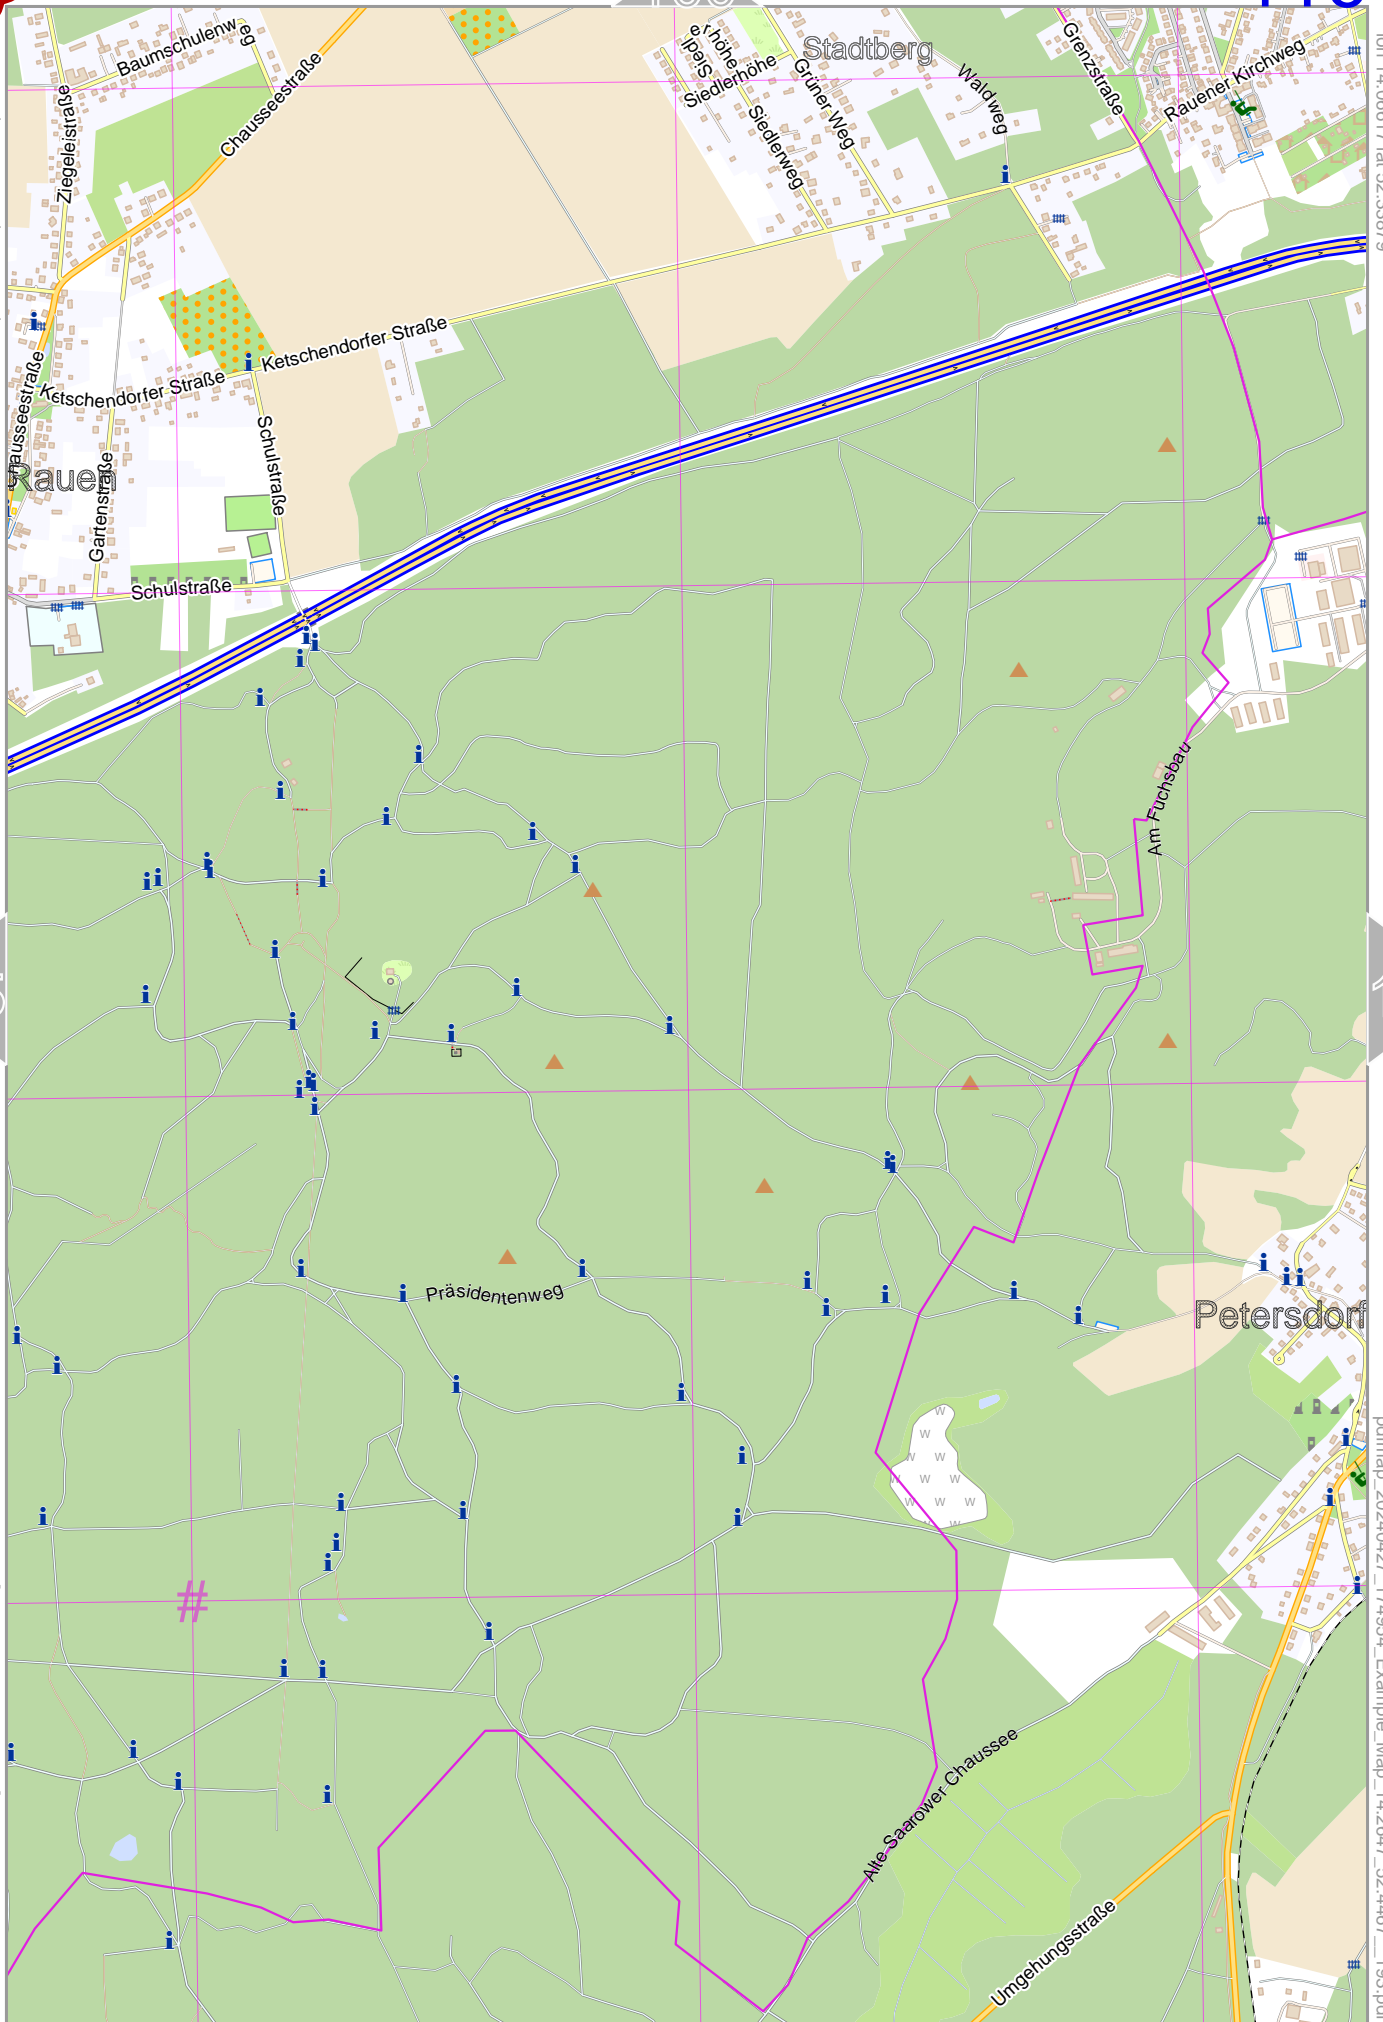 Baumschulenweg
Chausseestraße
Ziegeleistraße
Siedlerhöhe
Siedlerhöhe
Stadtberg
Grüner Weg
Siedlerweg
Waldweg
Grenzstraße
Rauener Kirchweg
Ketschendorfer Straße
Ketschendorfer Straße
Chausseestraße
Rauen
Gartenstraße
Schulstraße
Schulstraße
Am Fuchsbau
Präsidentenweg
Petersdorf
#
Alte Saarower Chaussee
Umgehungsstraße